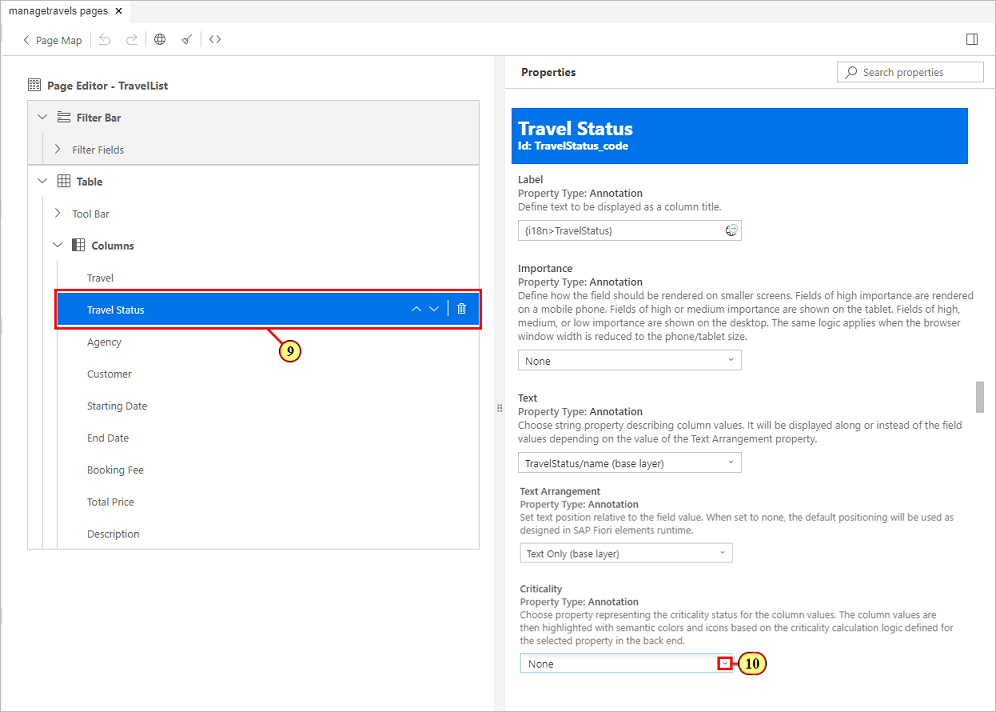 managetravels pages ×
Page Map
Page Editor - TravelList
Filter Bar
Filter Fields
Table
Tool Bar
Columns
Travel
Travel Status
9
Agency
Customer
Starting Date
End Date
Booking Fee
Total Price
Description
Properties
Search properties
Travel Status
Id: TravelStatus_code
Label
Property Type: Annotation
Define text to be displayed as a column title.
{i18n>TravelStatus}
Importance
Property Type: Annotation
Define how the field should be rendered on smaller screens. Fields of high importance are rendered
on a mobile phone. Fields of high or medium importance are shown on the tablet. Fields of high,
medium, or low importance are shown on the desktop. The same logic applies when the browser
window width is reduced to the phone/tablet size.
None
Text
Property Type: Annotation
Choose string property describing column values. It will be displayed along or instead of the field
values depending on the value of the Text Arrangement property.
TravelStatus/name (base layer)
Text Arrangement
Property Type: Annotation
Set text position relative to the field value. When set to none, the default positioning will be used as
designed in SAP Fiori elements runtime.
Text Only (base layer)
Criticality
Property Type: Annotation
Choose property representing the criticality status for the column values. The column values are
then highlighted with semantic colors and icons based on the criticality calculation logic defined for
the selected property in the back end.
None
10